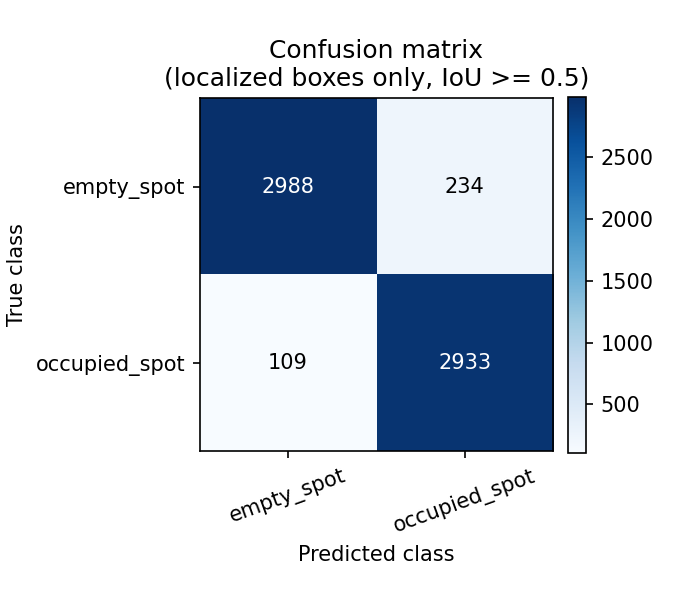 Confusion matrix
(localized boxes only, IoU >= 0.5)
True class
empty_spot
2988
234
occupied_spot
109
2933
empty_spot
occupied_spot
Predicted class
2500
2000
1500
1000
500